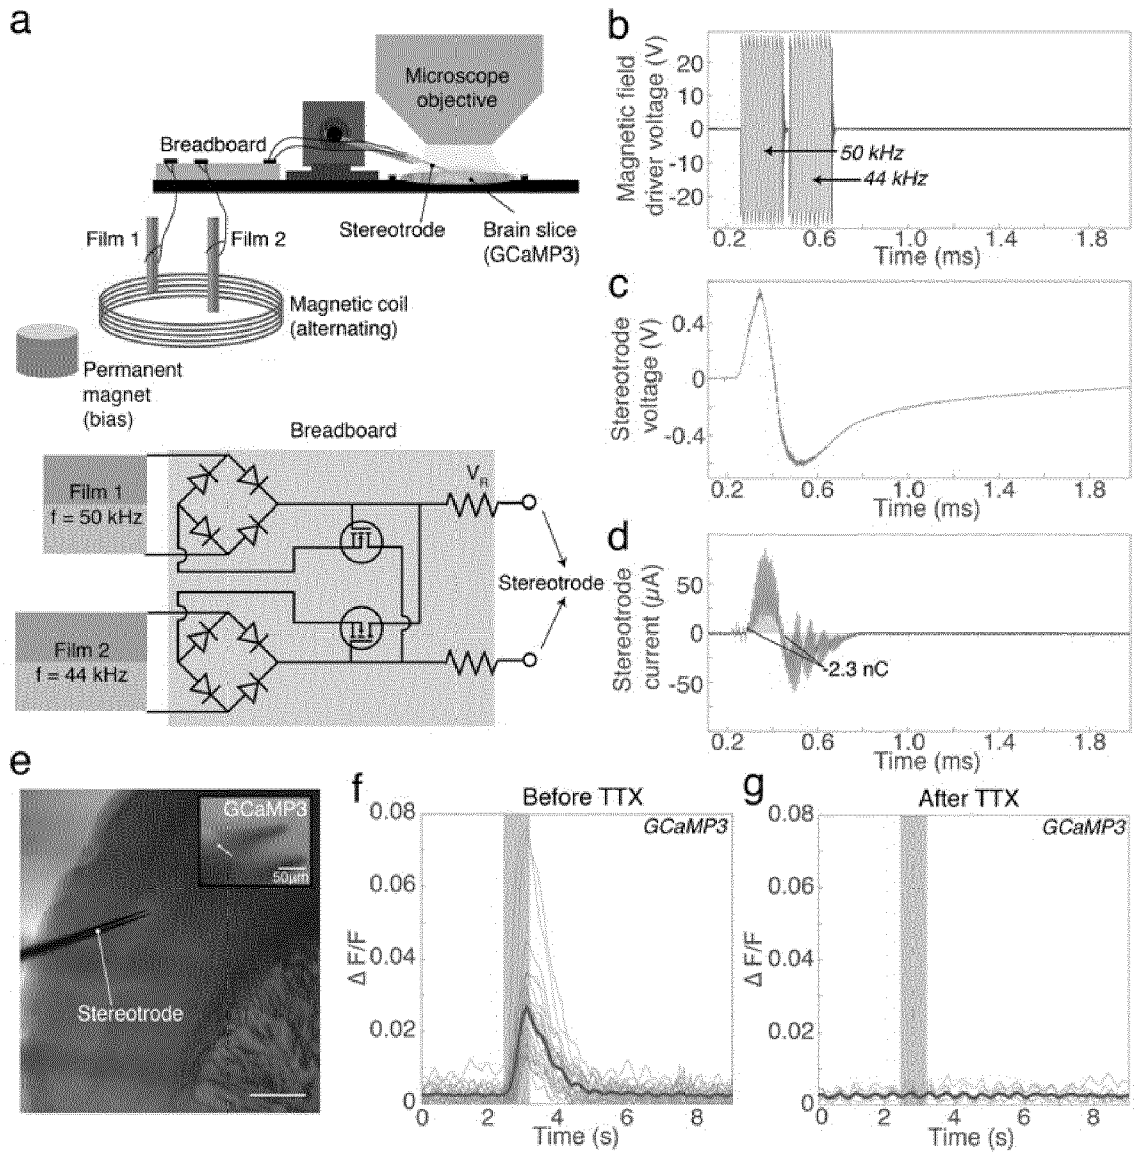 a
Microscope
objective
Breadboard
Stereotrode
Brain slice
(GCaMP3)
Film 1
Film 2
Magnetic coil
(alternating)
Permanent
magnet
(bias)
Breadboard
Film 1
f = 50 kHz
VR
Stereotrode
Film 2
f = 44 kHz
b
Magnetic field
driver voltage (V)
20
10
0
-10
-20
50 kHz
44 kHz
0.2
0.6
1.0
1.4
1.8
Time (ms)
c
Stereotrode
voltage (V)
0.4
0
-0.4
0.2
0.6
1.0
1.4
1.8
Time (ms)
d
Stereotrode
current (µA)
50
0
-50
-2.3 nC
0.2
0.6
1.0
1.4
1.8
Time (ms)
e
GCaMP3
50µm
Stereotrode
f
Before TTX
GCaMP3
Δ F/F
0.08
0.06
0.04
0.02
0
0
2
4
6
8
Time (s)
g
After TTX
GCaMP3
Δ F/F
0.08
0.06
0.04
0.02
0
0
2
4
6
8
Time (s)